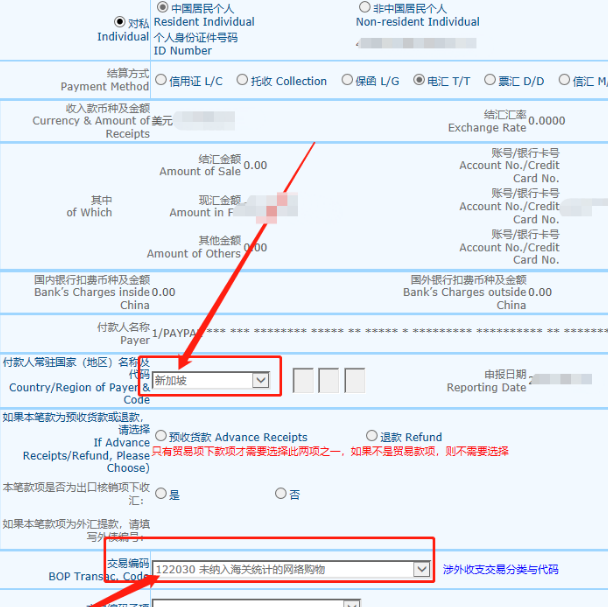 对私
Individual
中国居民个人
Resident Individual
非中国居民个人
Non-resident Individual
个人身份证件号码
ID Number
结算方式
Payment Method
信用证 L/C
托收 Collection
保函 L/G
电汇 T/T
票汇 D/D
信汇 M/
收入款币种及金额
Currency & Amount of
Receipts
美元
结汇汇率
Exchange Rate
0.0000
其中
of Which
结汇金额
Amount of Sale
0.00
账号/银行卡号
Account No./Credit
Card No.
现汇金额
Amount in F
账号/银行卡号
Account No./Credit
Card No.
其他金额
Amount of Others
0.00
账号/银行卡号
Account No./Credit
Card No.
国内银行扣费币种及金额
Bank's Charges inside
China
0.00
国外银行扣费币种及金额
Bank's Charges outside
China
0.00
付款人名称
Payer
1/PAYPA *** *** ******** ***** ** ***** * ********* ********** ** *******
付款人常驻国家（地区）名称及
代码
Country/Region of Payer &
Code
新加坡
申报日期
Reporting Date
如果本笔款为预收货款或退款，
请选择
If Advance
Receipts/Refund, Please
Choose)
预收货款 Advance Receipts
退款 Refund
只有贸易项下款项才需要选择此两项之一，如果不是贸易款项，则不需要选择
本笔款项是否为出口核销项下收
汇：
是
否
如果本笔款项为外汇提款，请填
写外债编号：
交易编码
BOP Transac. Code
122030 未纳入海关统计的网络购物
涉外收支交易分类与代码